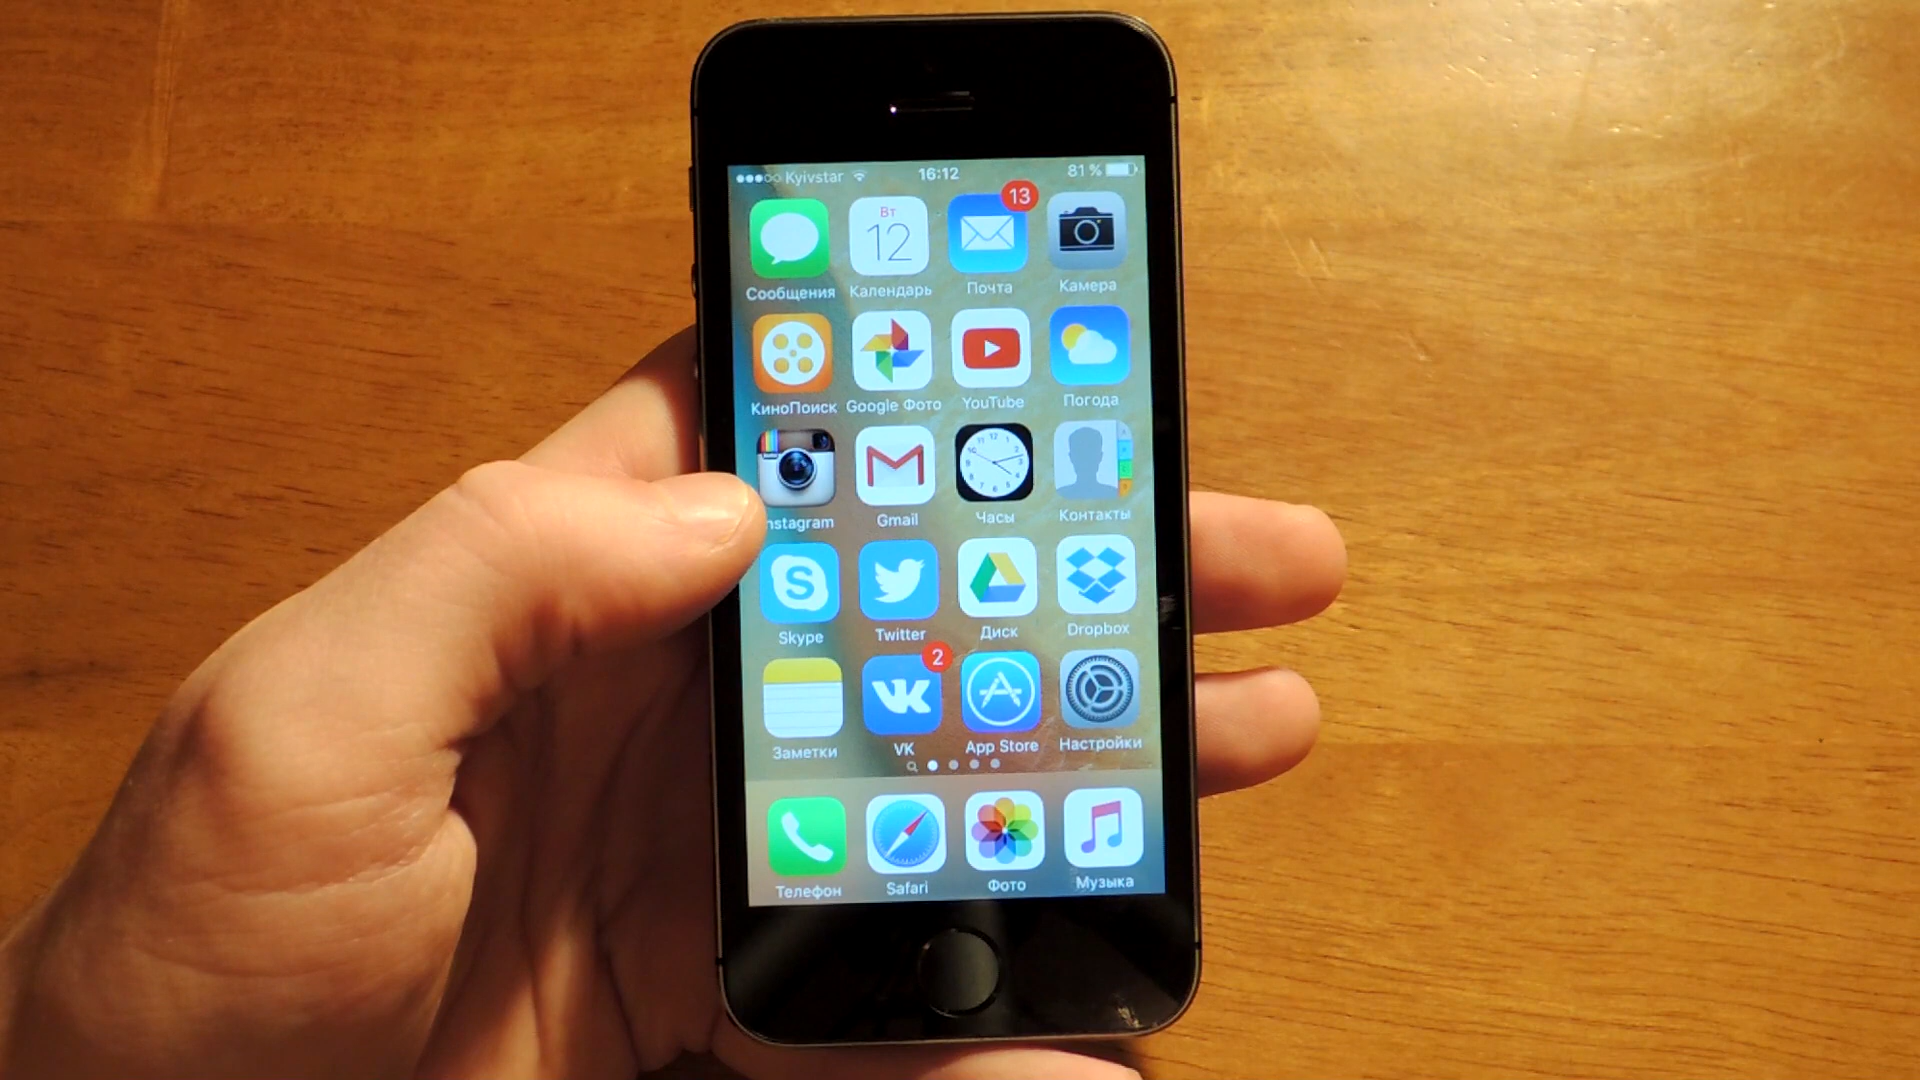 Kyivstar 16:12 81 %
Вт
12
13
Сообщения Календарь Почта Камера
КиноПоиск Google Фото YouTube Погода
nstagram Gmail Часы Контакты
Skype Twitter Диск Dropbox
2
Заметки VK App Store Настройки
Телефон Safari Фото Музыка